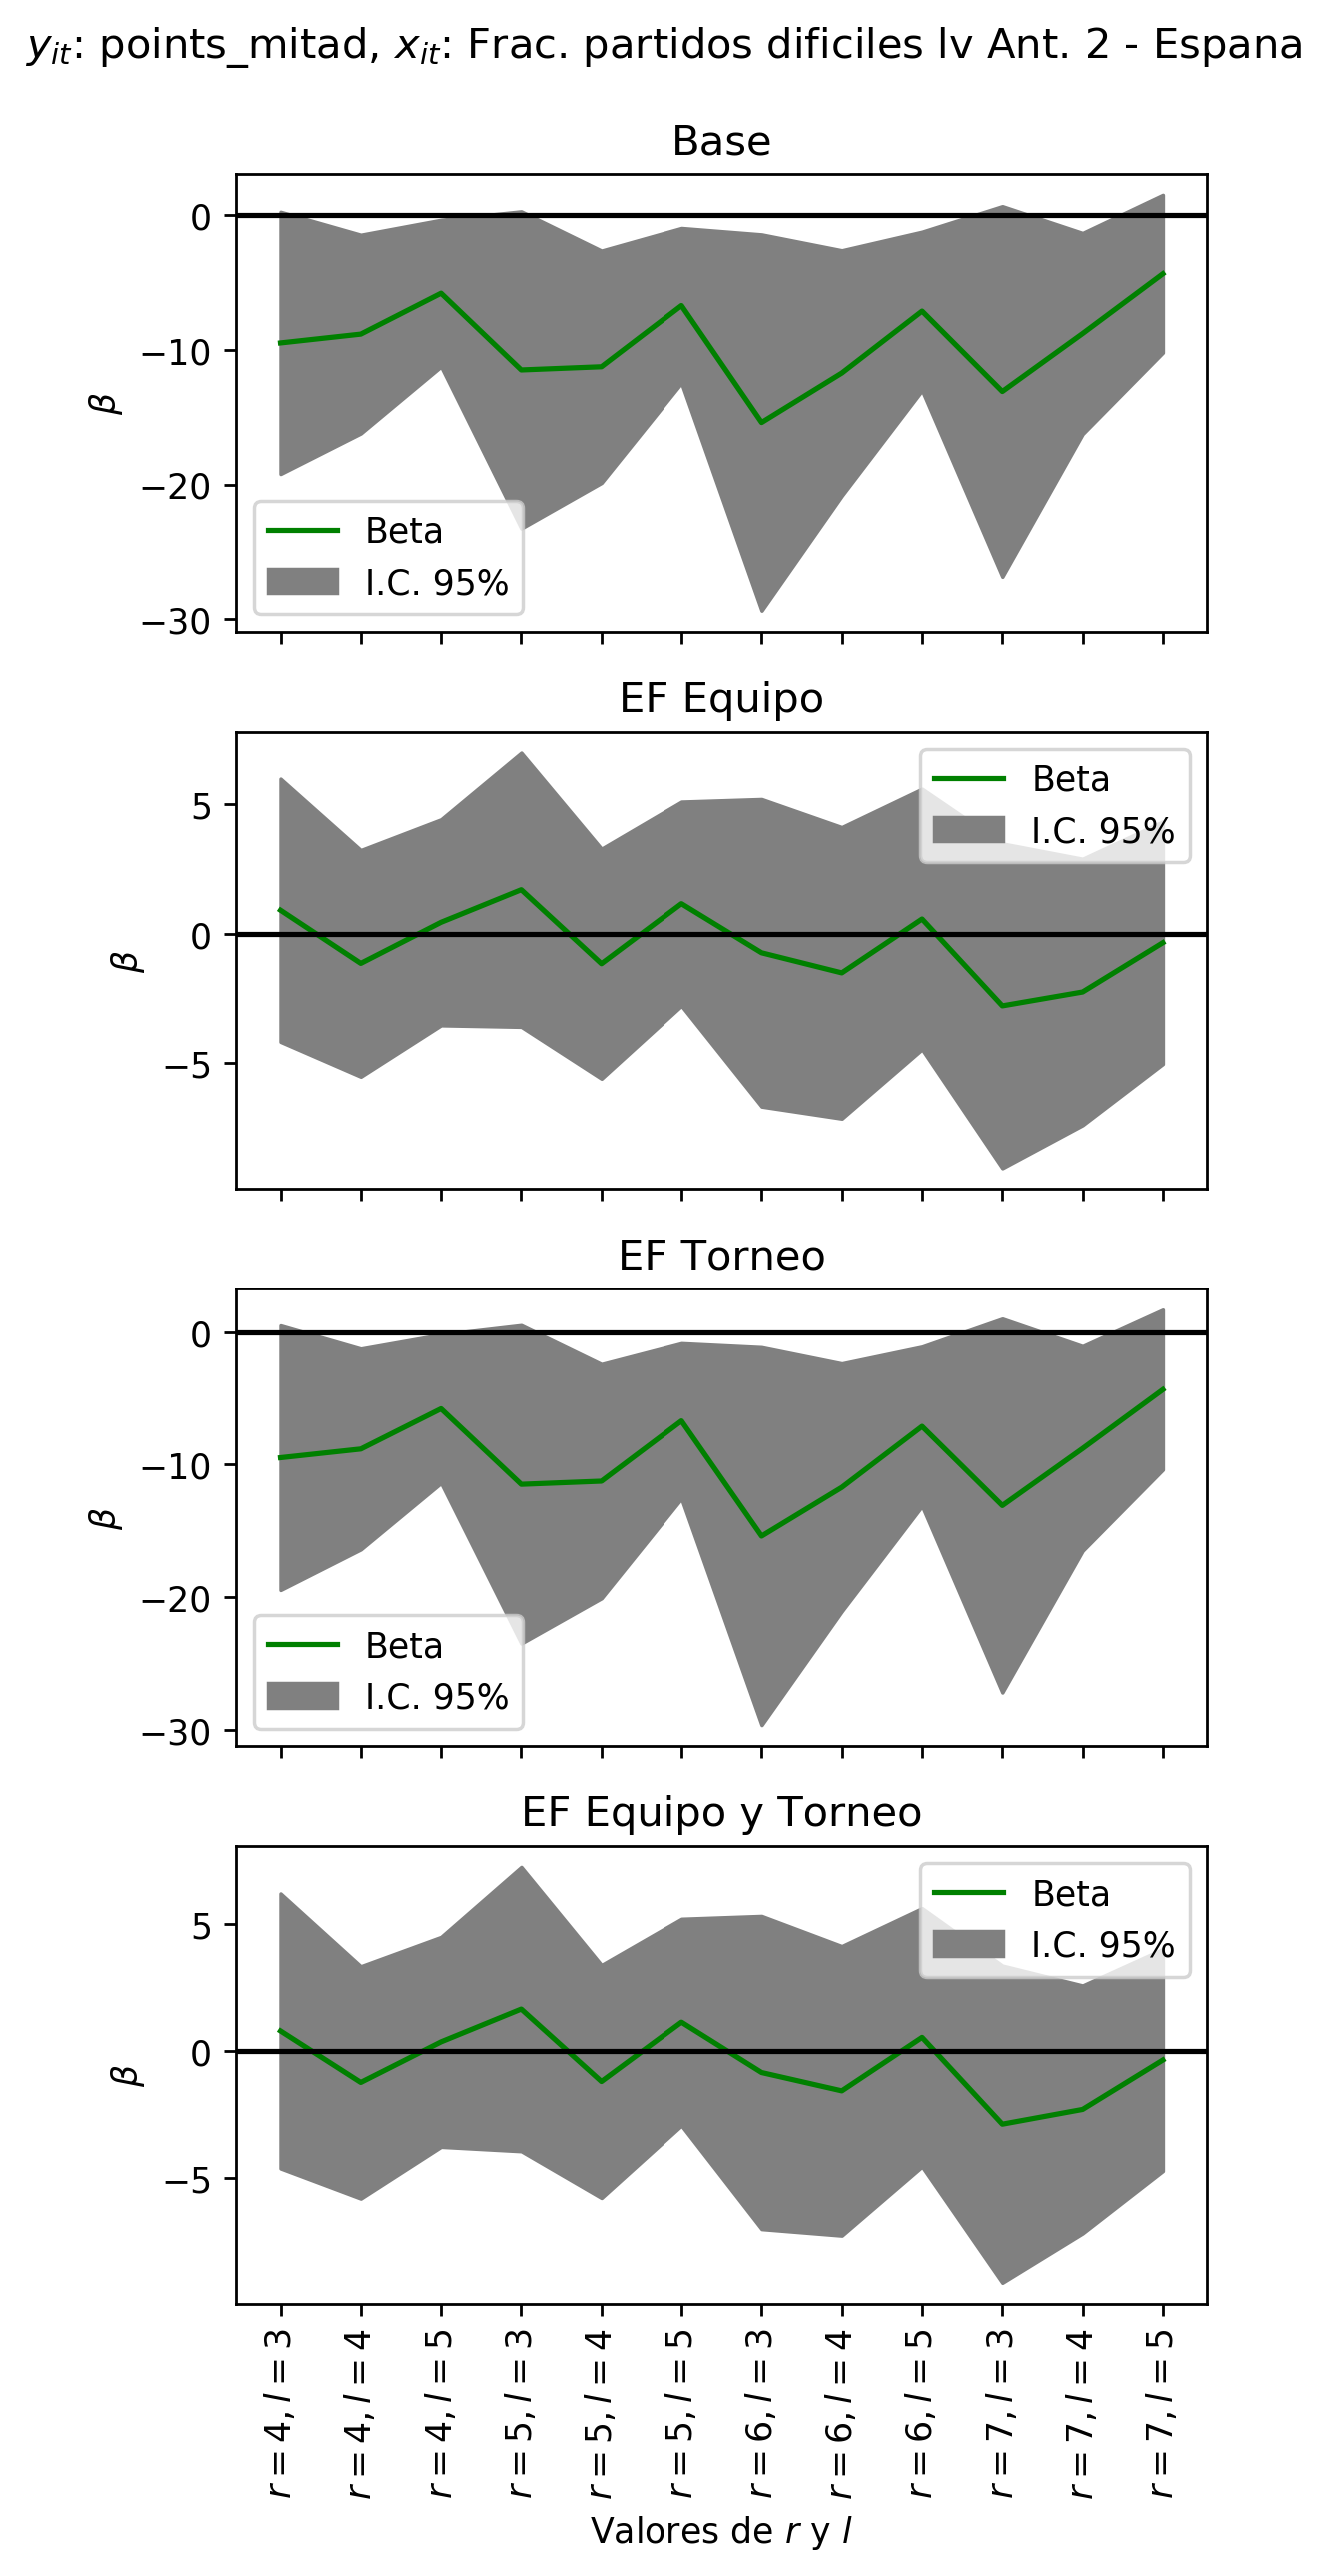 y_it: points_mitad, x_it: Frac. partidos dificiles lv Ant. 2 - Espana
Base
0
−10
−20
−30
β
Beta
I.C. 95%
EF Equipo
5
0
−5
β
Beta
I.C. 95%
EF Torneo
0
−10
−20
−30
β
Beta
I.C. 95%
EF Equipo y Torneo
5
0
−5
β
Beta
I.C. 95%
r = 4, l = 3
r = 4, l = 4
r = 4, l = 5
r = 5, l = 3
r = 5, l = 4
r = 5, l = 5
r = 6, l = 3
r = 6, l = 4
r = 6, l = 5
r = 7, l = 3
r = 7, l = 4
r = 7, l = 5
Valores de r y l